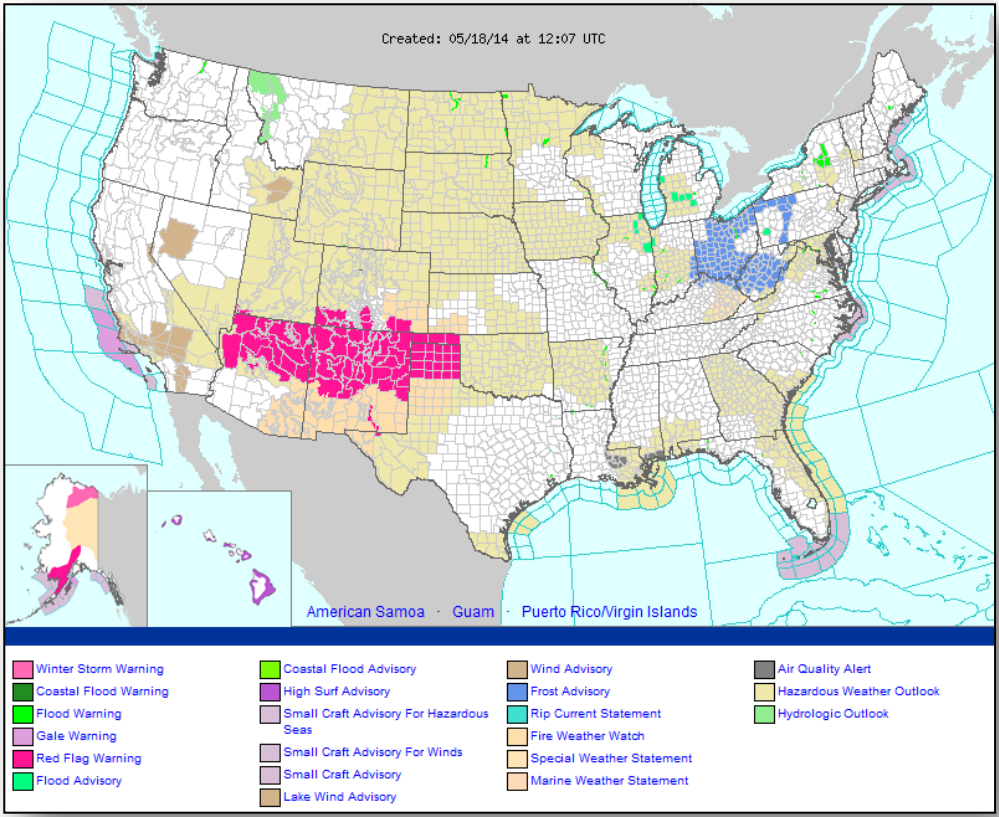 Created: 05/18/14 at 12:07 UTC
American Samoa · Guam · Puerto Rico/Virgin Islands
Winter Storm Warning
Coastal Flood Warning
Flood Warning
Gale Warning
Red Flag Warning
Flood Advisory
Coastal Flood Advisory
High Surf Advisory
Small Craft Advisory For Hazardous
Seas
Small Craft Advisory For Winds
Small Craft Advisory
Lake Wind Advisory
Wind Advisory
Frost Advisory
Rip Current Statement
Fire Weather Watch
Special Weather Statement
Marine Weather Statement
Air Quality Alert
Hazardous Weather Outlook
Hydrologic Outlook